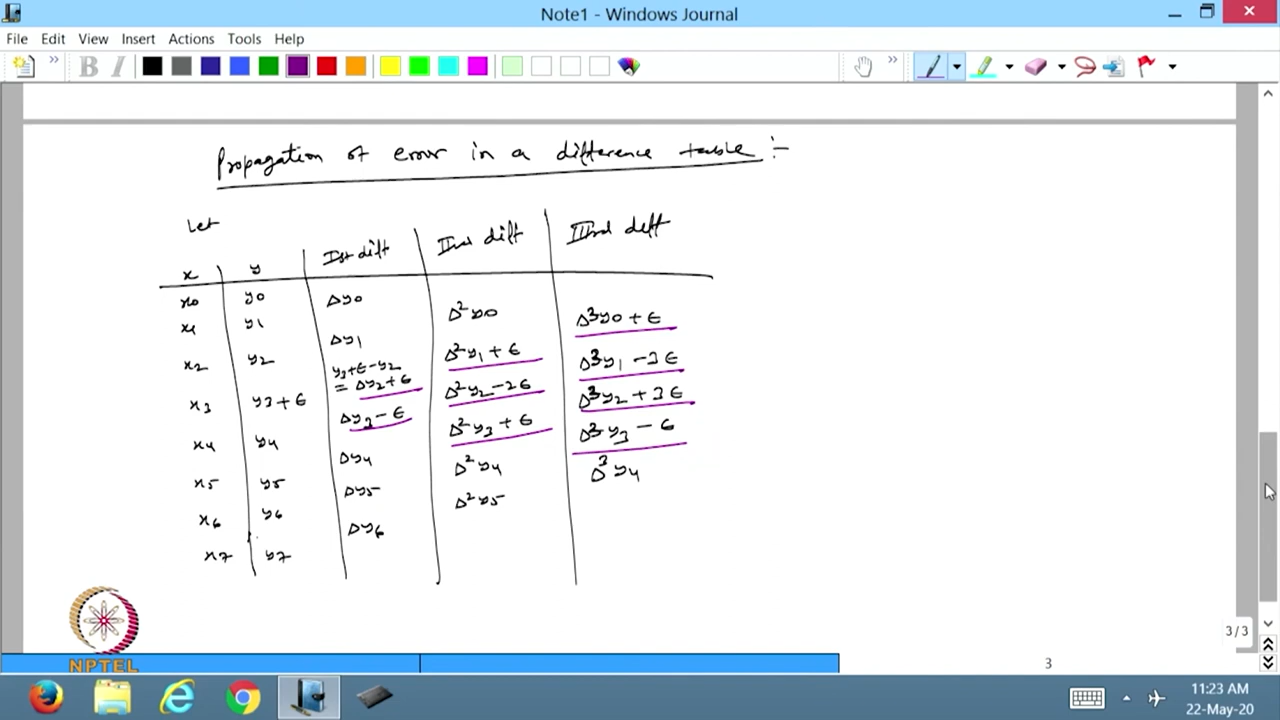 Note1 - Windows Journal
File Edit View Insert Actions Tools Help
Propagation of error in a difference table :-
Let
x y Ist diff IInd diff IIIrd deff
x0 y0 Δy0 Δ²y0 Δ³y0 + ϵ
x1 y1 Δy1 Δ²y1 + ϵ Δ³y1 - 3ϵ
x2 y2 y3+ϵ-y2
= Δy2 + ϵ Δ²y2 - 2ϵ Δ³y2 + 3ϵ
x3 y3 + ϵ Δy3 - ϵ Δ²y3 + ϵ Δ³y3 - ϵ
x4 y4 Δy4 Δ²y4 Δ³y4
x5 y5 Δy5 Δ²y5
x6 y6 Δy6
x7 y7
3/3
NPTEL
3
11:23 AM
22-May-20